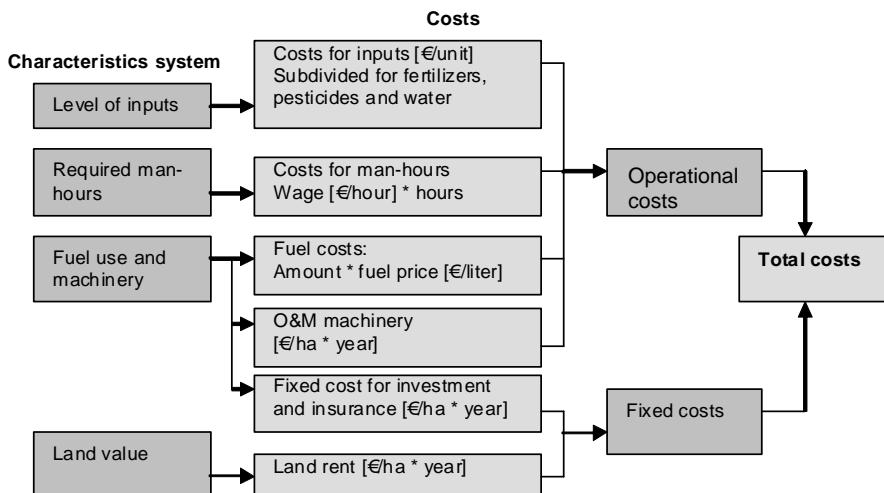 Costs
Characteristics system
Costs for inputs [€/unit]
Subdivided for fertilizers,
pesticides and water
Level of inputs
Required man-
hours
Costs for man-hours
Wage [€/hour] * hours
Operational
costs
Fuel use and
machinery
Fuel costs:
Amount * fuel price [€/liter]
Total costs
O&M machinery
[€/ha * year]
Fixed cost for investment
and insurance [€/ha * year]
Fixed costs
Land value
Land rent [€/ha * year]